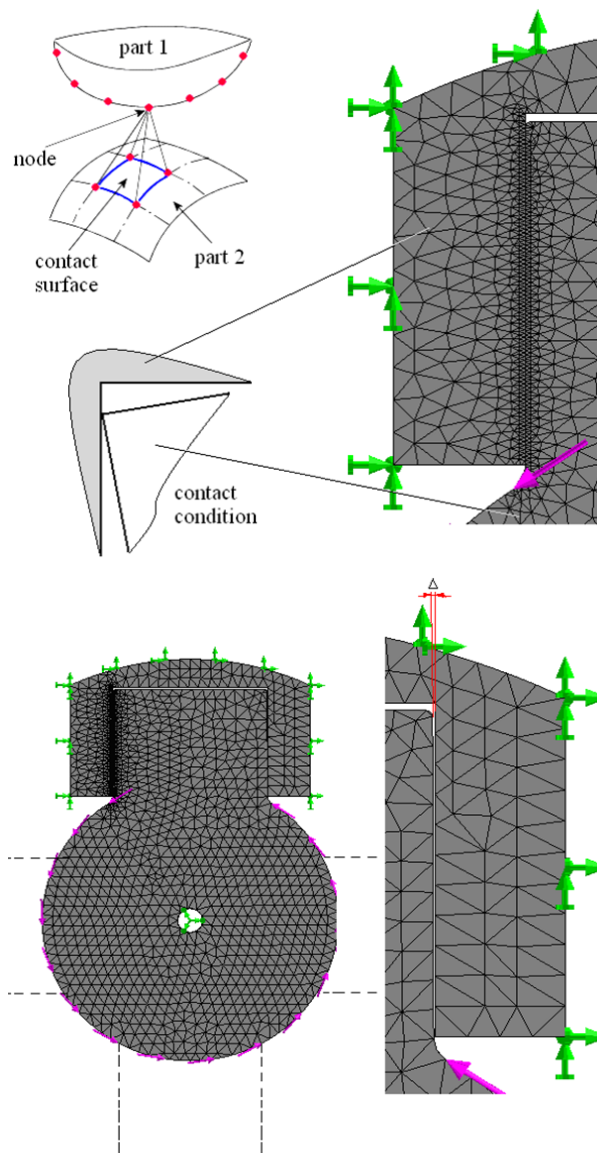 part 1
node
contact
surface
part 2
contact
condition
Δ